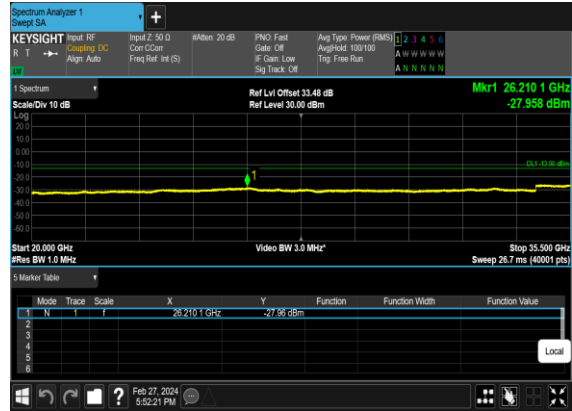 Spectrum Analyzer 1
Swept SA
+
KEYSIGHT Input: RF Input Z: 50 Ω #Atten: 20 dB PNO: Fast Avg Type: Power (RMS) 1 2 3 4 5 6
R T Coupling: DC Corr CCorr Gate: Off Avg|Hold: 100/100 A W W W W W
Align: Auto Freq Ref: Int (S) IF Gain: Low Trig: Free Run
LXI Sig Track: Off A N N N N N
1 Spectrum Ref Lvl Offset 33.48 dB Mkr1 26.210 1 GHz
Scale/Div 10 dB Ref Level 30.00 dBm -27.958 dBm
Log
20.0
10.0
0.00
-10.0 DL1 -13.00 dBm
-20.0 1
-30.0
-40.0
-50.0
-60.0
Start 20.000 GHz Video BW 3.0 MHz* Stop 35.500 GHz
#Res BW 1.0 MHz Sweep 26.7 ms (40001 pts)
5 Marker Table
Mode Trace Scale X Y Function Function Width Function Value
1 N 1 f 26.210 1 GHz -27.96 dBm
2
3
4
5
6
Local
? Feb 27, 2024
5:52:21 PM